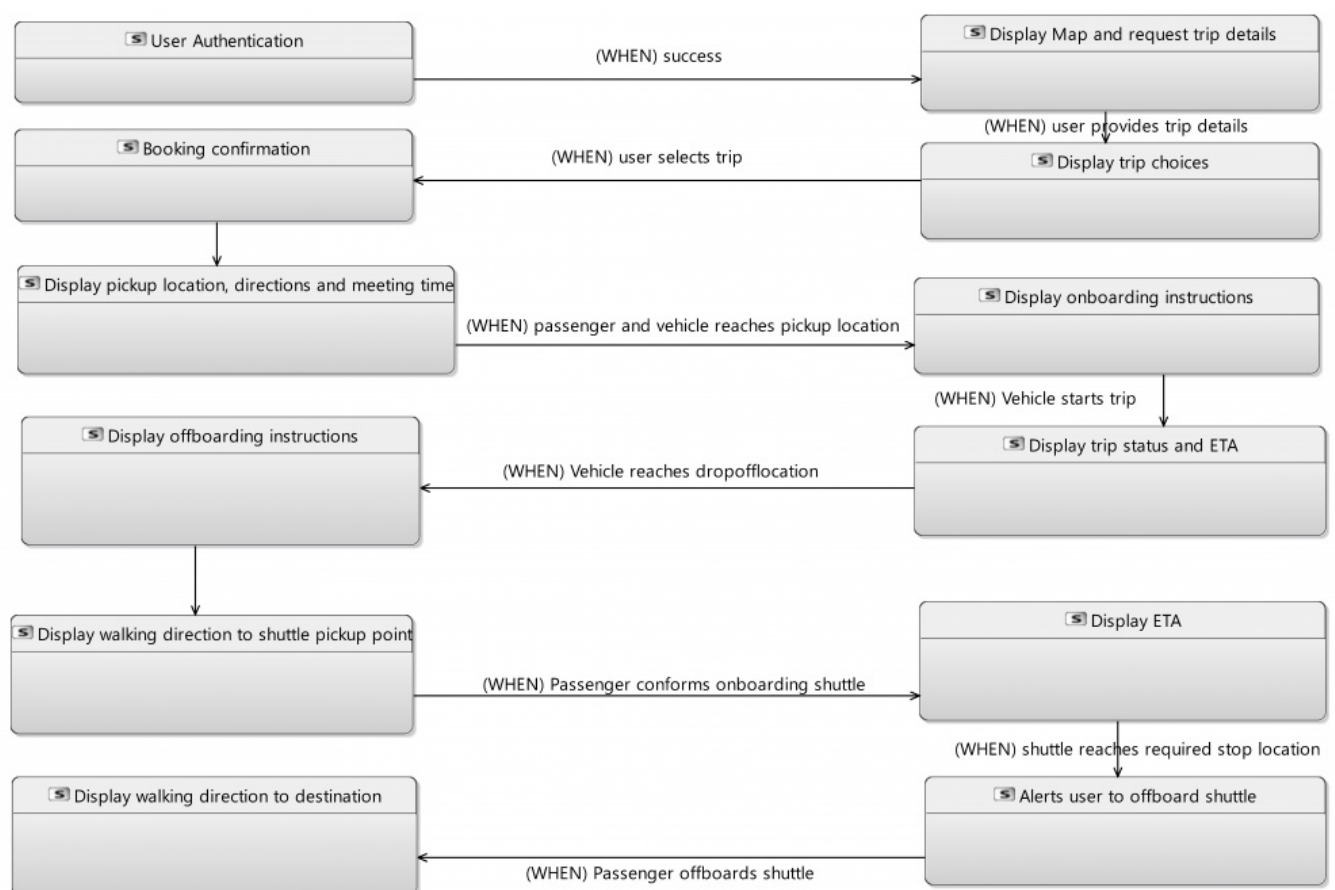 User Authentication
(WHEN) success
Display Map and request trip details
(WHEN) user provides trip details
Display trip choices
(WHEN) user selects trip
Booking confirmation
Display pickup location, directions and meeting time
(WHEN) passenger and vehicle reaches pickup location
Display onboarding instructions
(WHEN) Vehicle starts trip
Display trip status and ETA
(WHEN) Vehicle reaches dropofflocation
Display offboarding instructions
Display walking direction to shuttle pickup point
(WHEN) Passenger conforms onboarding shuttle
Display ETA
(WHEN) shuttle reaches required stop location
Alerts user to offboard shuttle
(WHEN) Passenger offboards shuttle
Display walking direction to destination